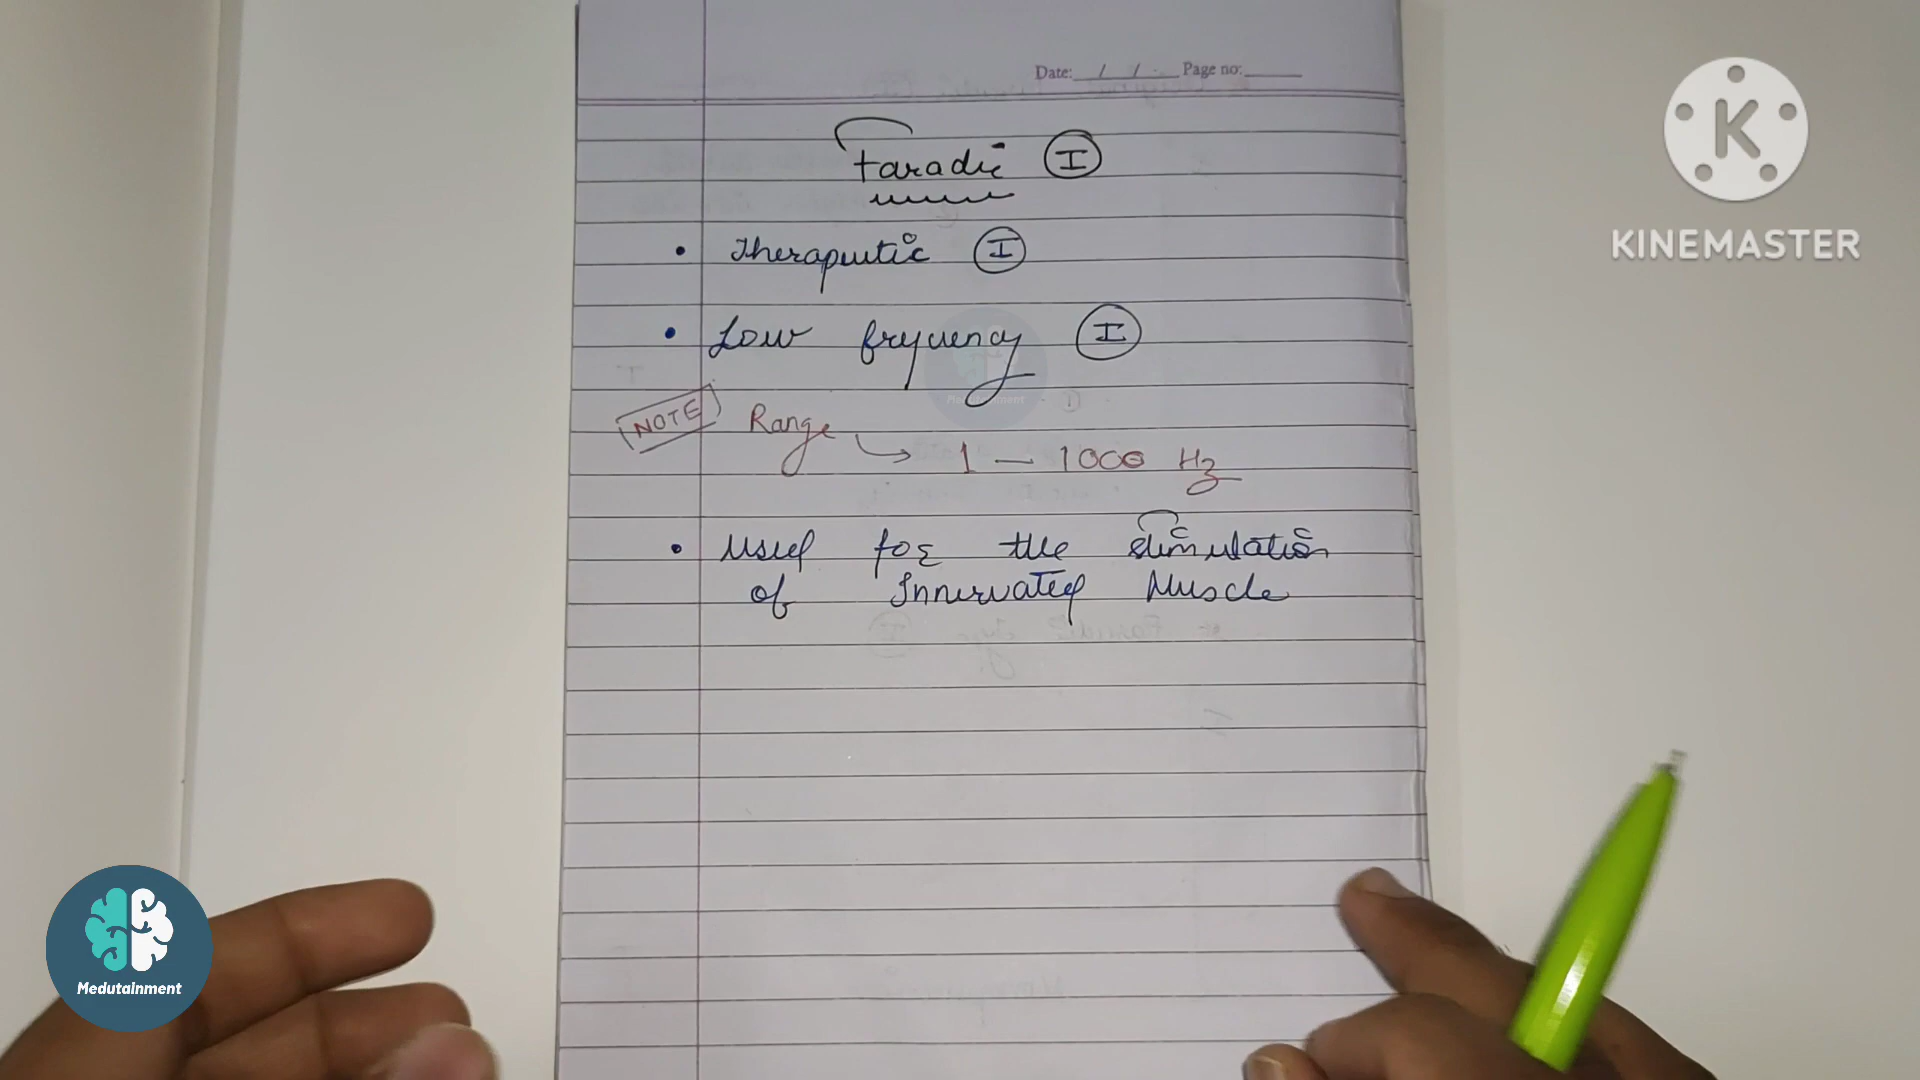 Date: / / Page no:
Faradic I
• Therapeutic I
• Low frequency I
NOTE Range → 1 — 1000 Hz
• Used for the stimulation
of Innervated Muscle
K
KINEMASTER
Medutainment